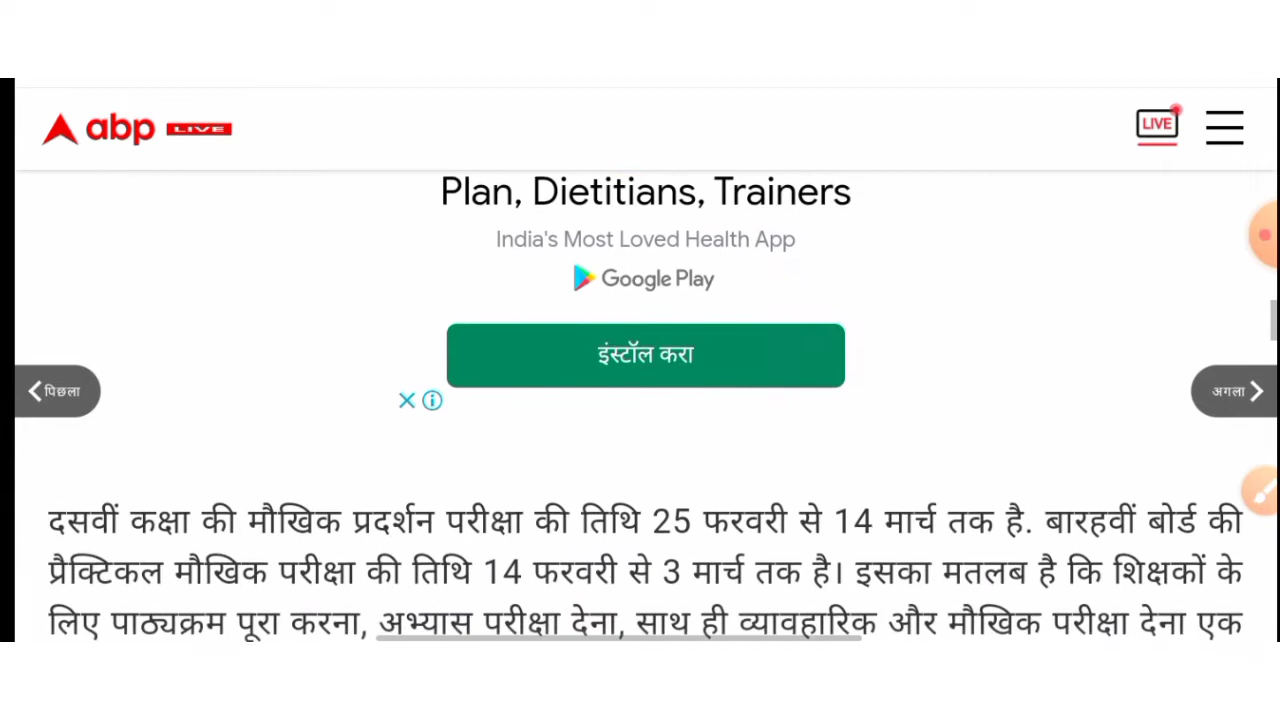 abp LIVE
LIVE
Plan, Dietitians, Trainers
India's Most Loved Health App
Google Play
इंस्टॉल करा
पिछला
अगला
दसवीं कक्षा की मौखिक प्रदर्शन परीक्षा की तिथि 25 फरवरी से 14 मार्च तक है. बारहवीं बोर्ड की
प्रैक्टिकल मौखिक परीक्षा की तिथि 14 फरवरी से 3 मार्च तक है। इसका मतलब है कि शिक्षकों के
लिए पाठ्यक्रम पूरा करना, अभ्यास परीक्षा देना, साथ ही व्यावहारिक और मौखिक परीक्षा देना एक